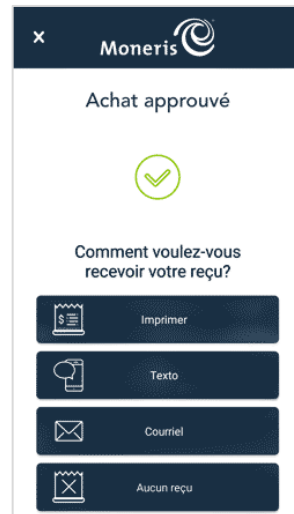 x
Moneris
Achat approuvé
Comment voulez-vous
recevoir votre reçu?
Imprimer
Texto
Courriel
Aucun reçu